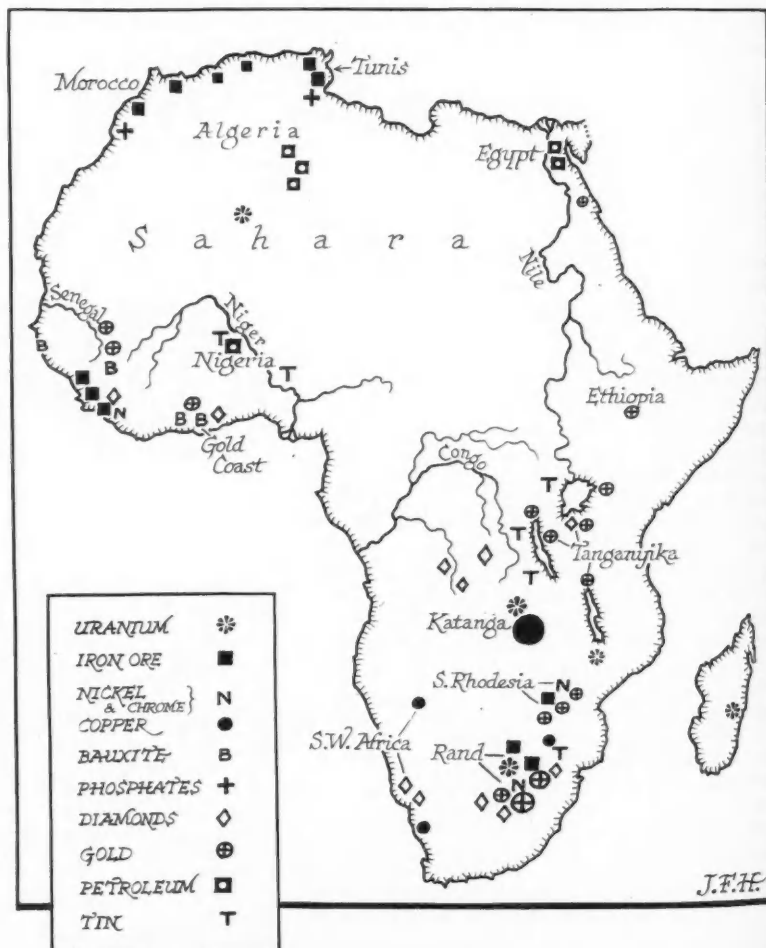 Morocco
Tunis
Algeria
Egypt
Sahara
Nile
Senegal
B
Niger
T
Nigeria
B
T
N
Ethiopia
B B
Gold
Coast
Congo
T
T
Tanganyika
T
Katanga
S. Rhodesia
N
S.W. Africa
Rand
T
N
URANIUM
IRON ORE
NICKEL
& CHROME} N
COPPER
BAUXITE B
PHOSPHATES
DIAMONDS
GOLD
PETROLEUM
TIN T
J.F.H.